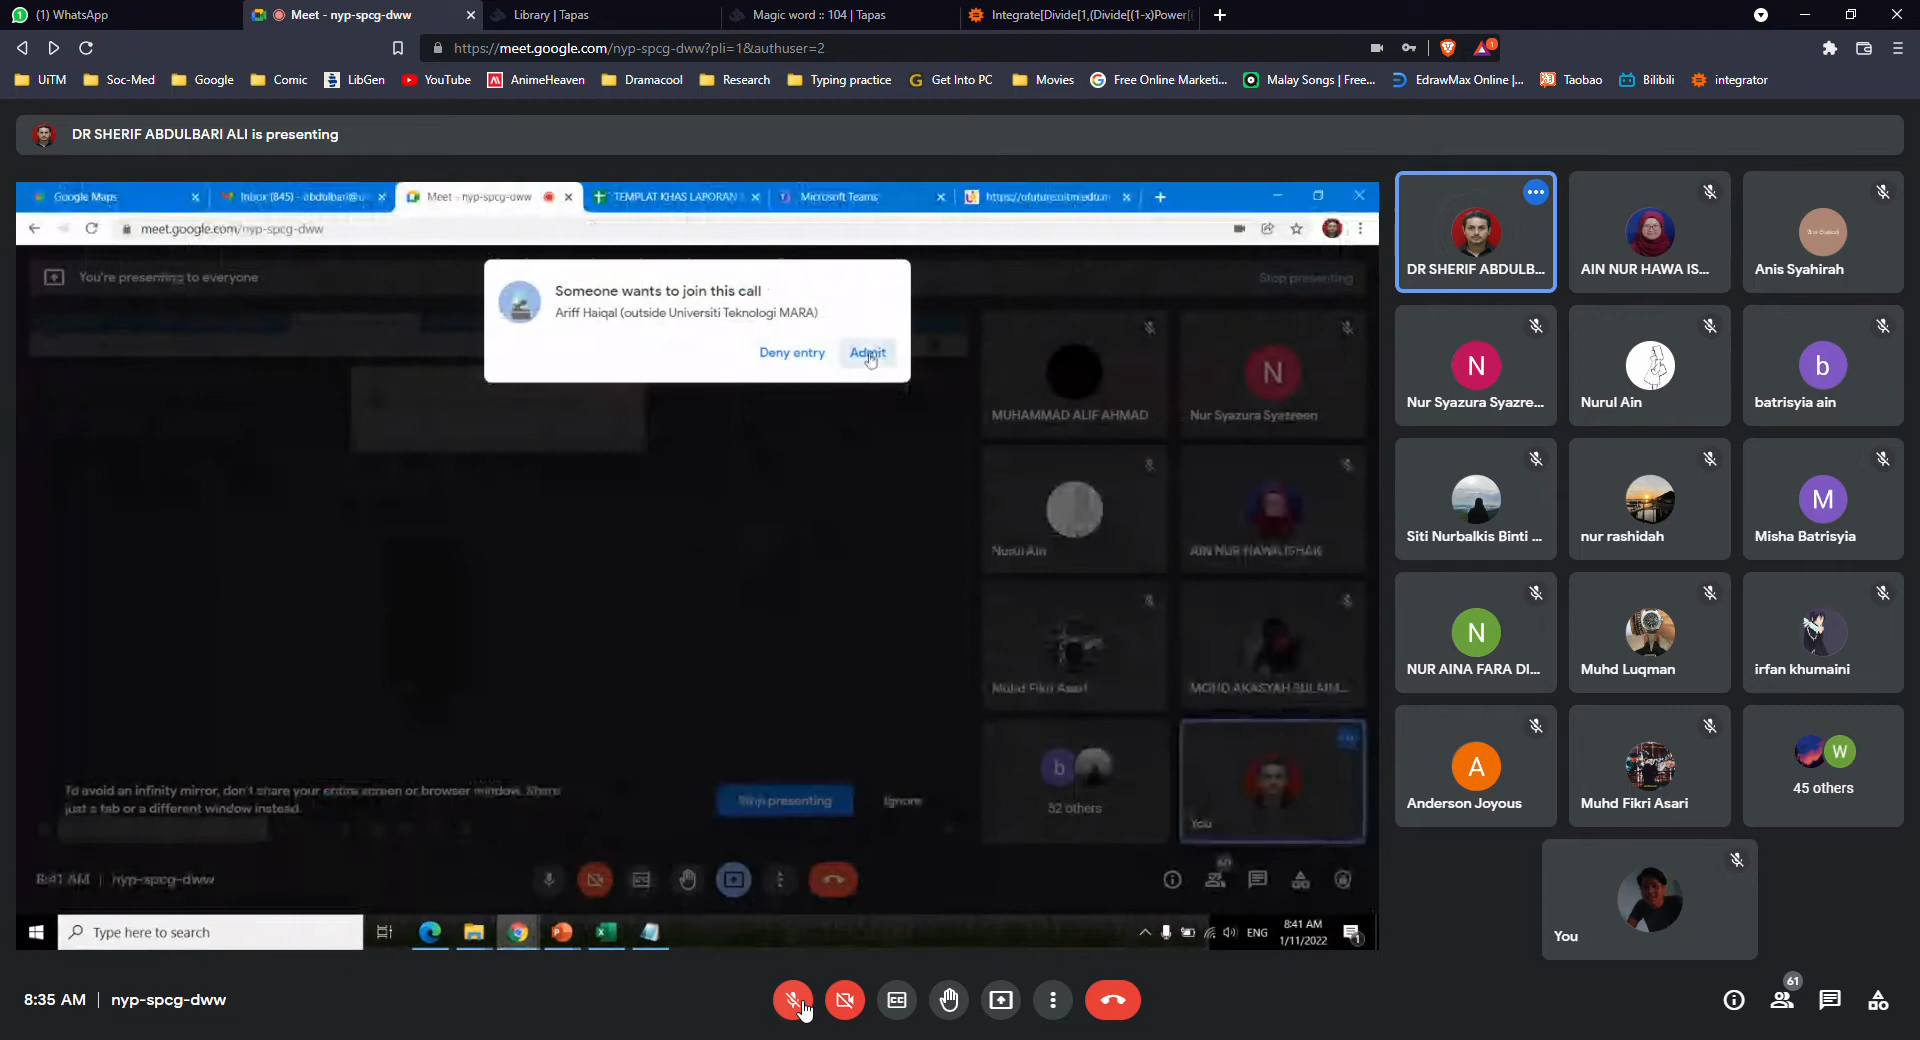 (1) WhatsApp
Meet - nyp-spcg-dww
Library | Tapas
Magic word :: 104 | Tapas
Integrate[Divide[1,(Divide[(1-x)Power[(
https://meet.google.com/nyp-spcg-dww?pli=1&authuser=2
1
UiTM
Soc-Med
Google
Comic
LibGen
YouTube
AnimeHeaven
Dramacool
Research
Typing practice
Get Into PC
Movies
Free Online Marketi...
Malay Songs | Free...
EdrawMax Online |...
Taobao
Bilibili
integrator
DR SHERIF ABDULBARI ALI is presenting
Google Maps
Inbox (845) - abdulbari@u
Meet - nyp-spcg-dww
TEMPLAT KHAS LAPORAN
Microsoft Teams
meet.google.com/nyp-spcg-dww
You're presenting to everyone
Stop presenting
Someone wants to join this call
Ariff Haiqal (outside Universiti Teknologi MARA)
Deny entry
Admit
MUHAMMAD ALIF AHMAD
N
Nur Syazura Syazreen
Nurul Ain
AIN NUR HAWA ISHAK
Muhd Fikri Asari
MOHD AKASYAH SULAIM...
b
52 others
You
To avoid an infinity mirror, don't share your entire screen or browser window. Share
just a tab or a different window instead.
Stop presenting
Ignore
8:41 AM | nyp-spcg-dww
60
Type here to search
ENG
8:41 AM
1/11/2022
1
DR SHERIF ABDULB...
AIN NUR HAWA IS...
Anis Syahirah
N
Nur Syazura Syazre...
Nurul Ain
b
batrisyia ain
Siti Nurbalkis Binti ...
nur rashidah
M
Misha Batrisyia
N
NUR AINA FARA DI...
Muhd Luqman
irfan khumaini
A
Anderson Joyous
Muhd Fikri Asari
W
45 others
You
8:35 AM | nyp-spcg-dww
61